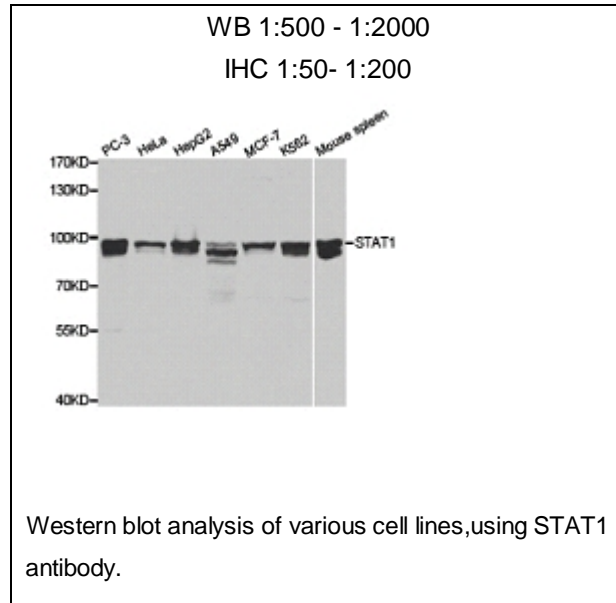 WB 1:500 - 1:2000
IHC 1:50- 1:200
PC-3 HeLa HepG2 A549 MCF-7 K562 Mouse spleen
170KD-
130KD-
100KD-
-STAT1
70KD-
55KD-
40KD-
Western blot analysis of various cell lines,using STAT1
antibody.